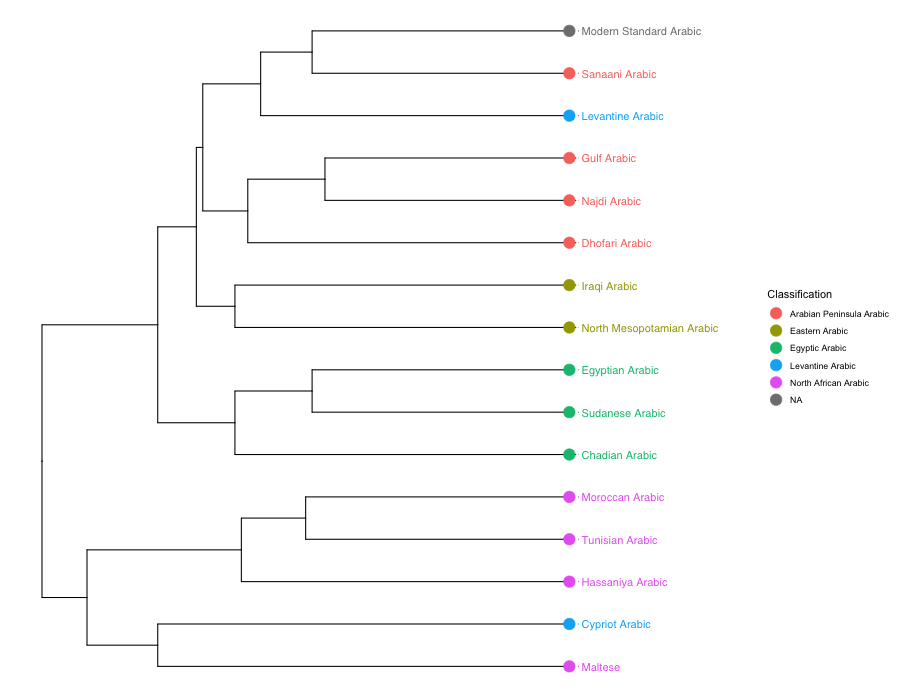 Modern Standard Arabic
Sanaani Arabic
Levantine Arabic
Gulf Arabic
Najdi Arabic
Dhofari Arabic
Iraqi Arabic
North Mesopotamian Arabic
Egyptian Arabic
Sudanese Arabic
Chadian Arabic
Moroccan Arabic
Tunisian Arabic
Hassaniya Arabic
Cypriot Arabic
Maltese
Classification
Arabian Peninsula Arabic
Eastern Arabic
Egyptic Arabic
Levantine Arabic
North African Arabic
NA